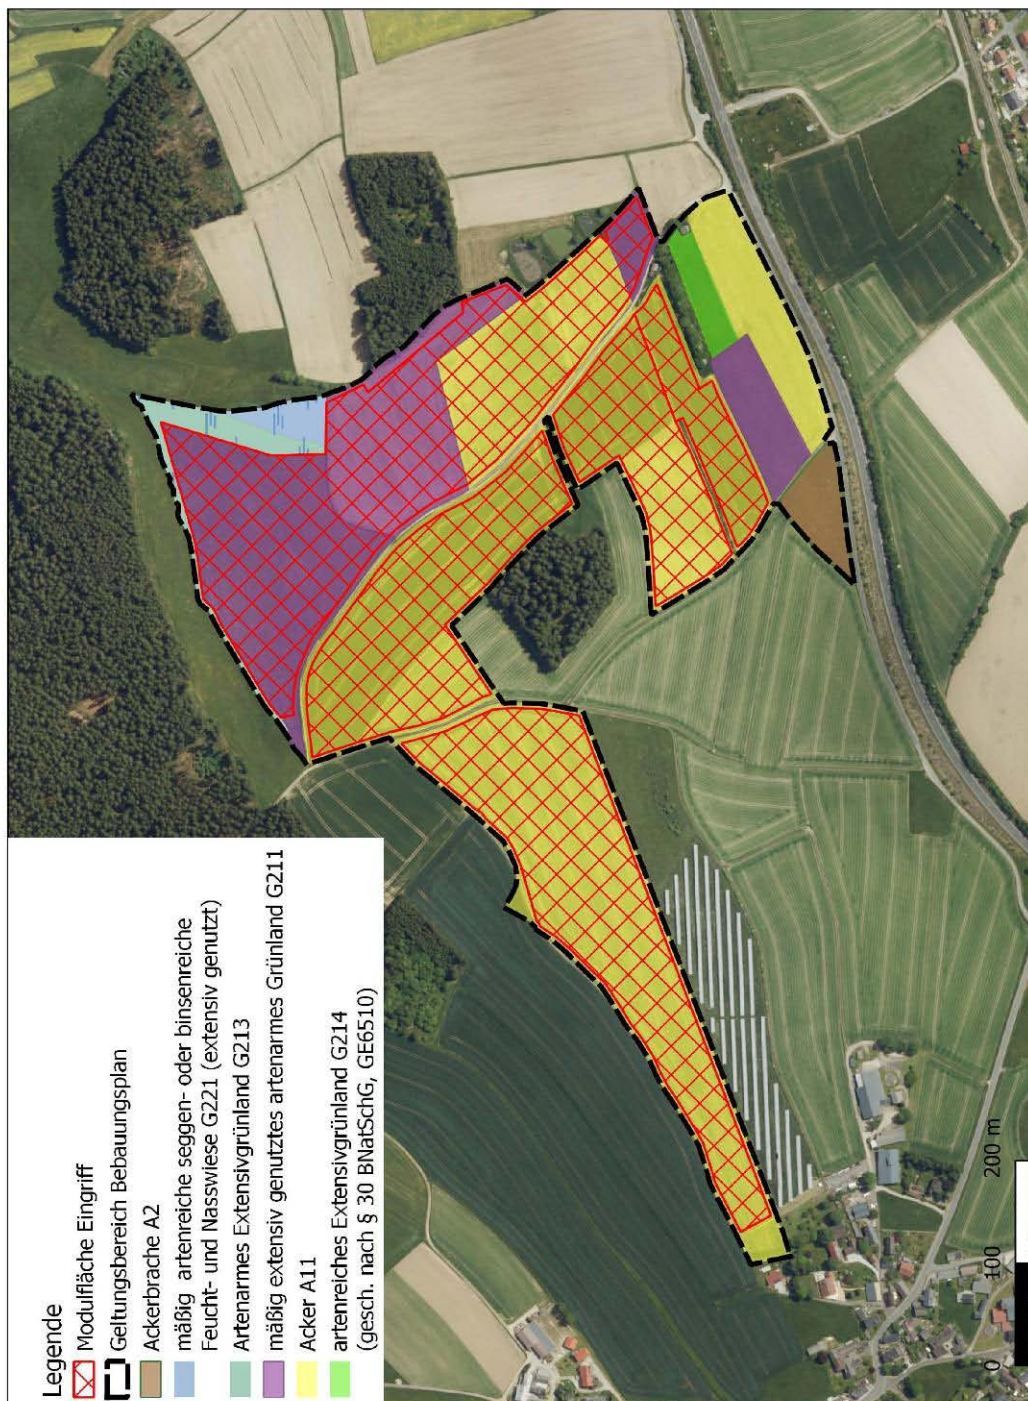 Legende
Modulfläche Eingriff
Geltungsbereich Bebauungsplan
Ackerbrache A2
mäßig artenreiche seggen- oder binsenreiche
Feucht- und Nasswiese G221 (extensiv genutzt)
Artenarmes Extensivgrünland G213
mäßig extensiv genutztes artenarmes Grünland G211
Acker A11
artenreiches Extensivgrünland G214
(gesch. nach § 30 BNatSchG, GE6510)
0 100 200 m